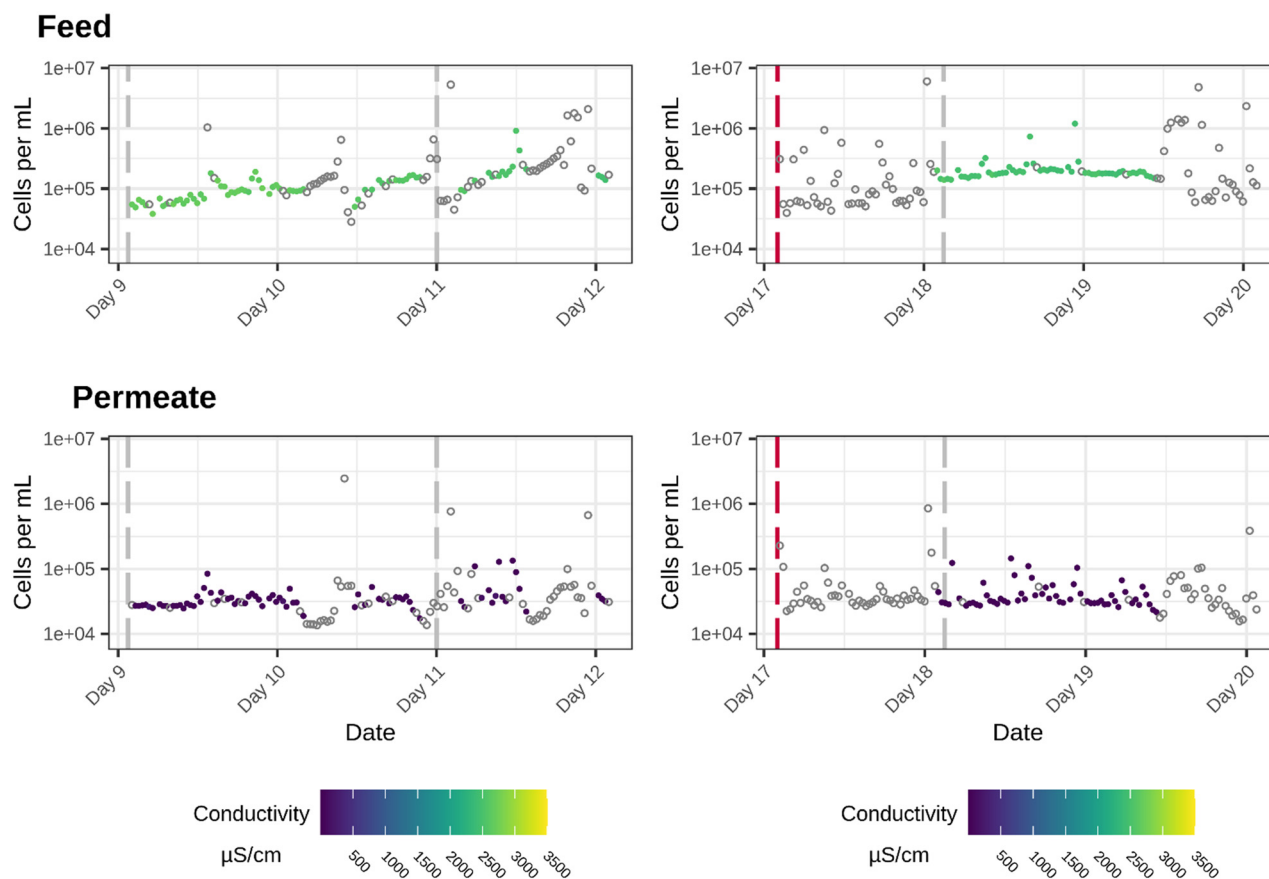 Feed
Cells per mL
1e+07
1e+06
1e+05
1e+04
Day 9
Day 10
Day 11
Day 12
Cells per mL
1e+07
1e+06
1e+05
1e+04
Day 17
Day 18
Day 19
Day 20
Permeate
Cells per mL
1e+07
1e+06
1e+05
1e+04
Day 9
Day 10
Day 11
Day 12
Date
Cells per mL
1e+07
1e+06
1e+05
1e+04
Day 17
Day 18
Day 19
Day 20
Date
Conductivity
µS/cm
500
1000
1500
2000
2500
3000
3500
Conductivity
µS/cm
500
1000
1500
2000
2500
3000
3500